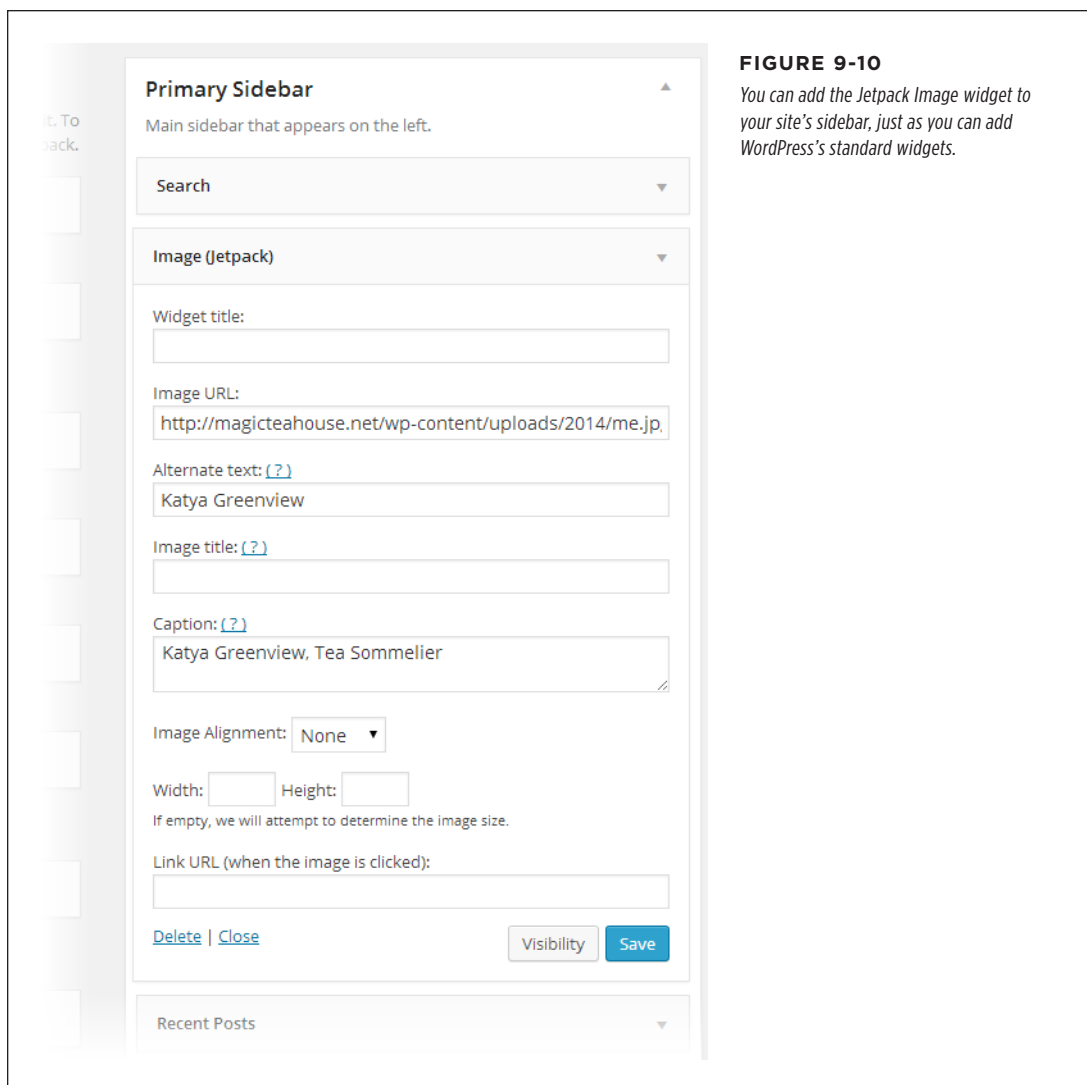 FIGURE 9-10
You can add the Jetpack Image widget to
your site's sidebar, just as you can add
WordPress's standard widgets.
t. To
ack.
Primary Sidebar
Main sidebar that appears on the left.
Search
Image (Jetpack)
Widget title:
Image URL:
http://magicteahouse.net/wp-content/uploads/2014/me.jp
Alternate text: ( ? )
Katya Greenview
Image title: ( ? )
Caption: ( ? )
Katya Greenview, Tea Sommelier
Image Alignment: None
Width: Height:
If empty, we will attempt to determine the image size.
Link URL (when the image is clicked):
Delete | Close
Visibility Save
Recent Posts